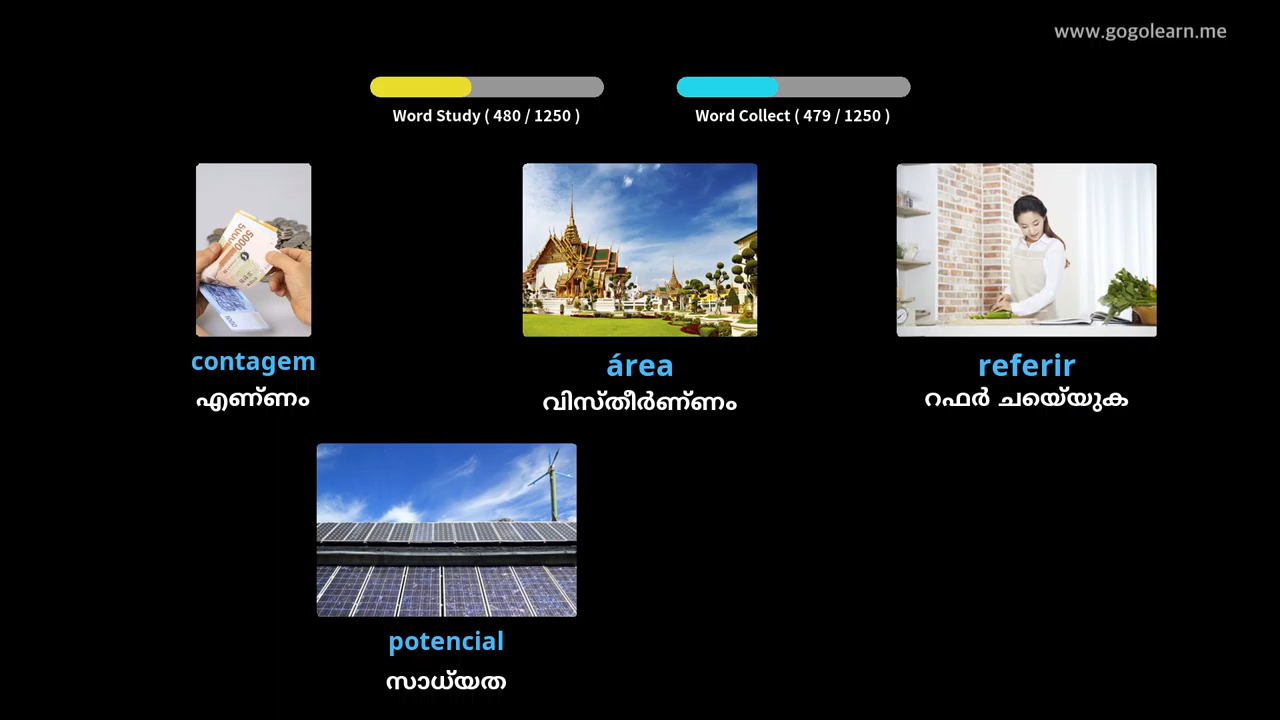 www.gogolearn.me
Word Study ( 480 / 1250 )
Word Collect ( 479 / 1250 )
contagem
എണ്ണം
área
വിസ്തീർണ്ണം
referir
റഫർ ചയെ്യുക
potencial
സാധ്യത